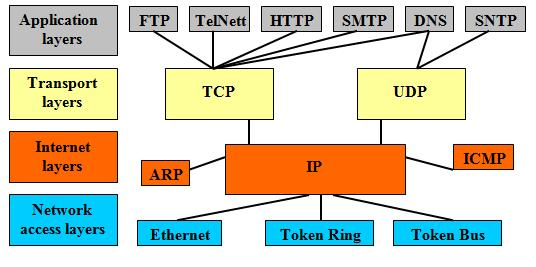 Application
layers
FTP
TelNett
HTTP
SMTP
DNS
SNTP
Transport
layers
TCP
UDP
Internet
layers
ARP
IP
ICMP
Network
access layers
Ethernet
Token Ring
Token Bus